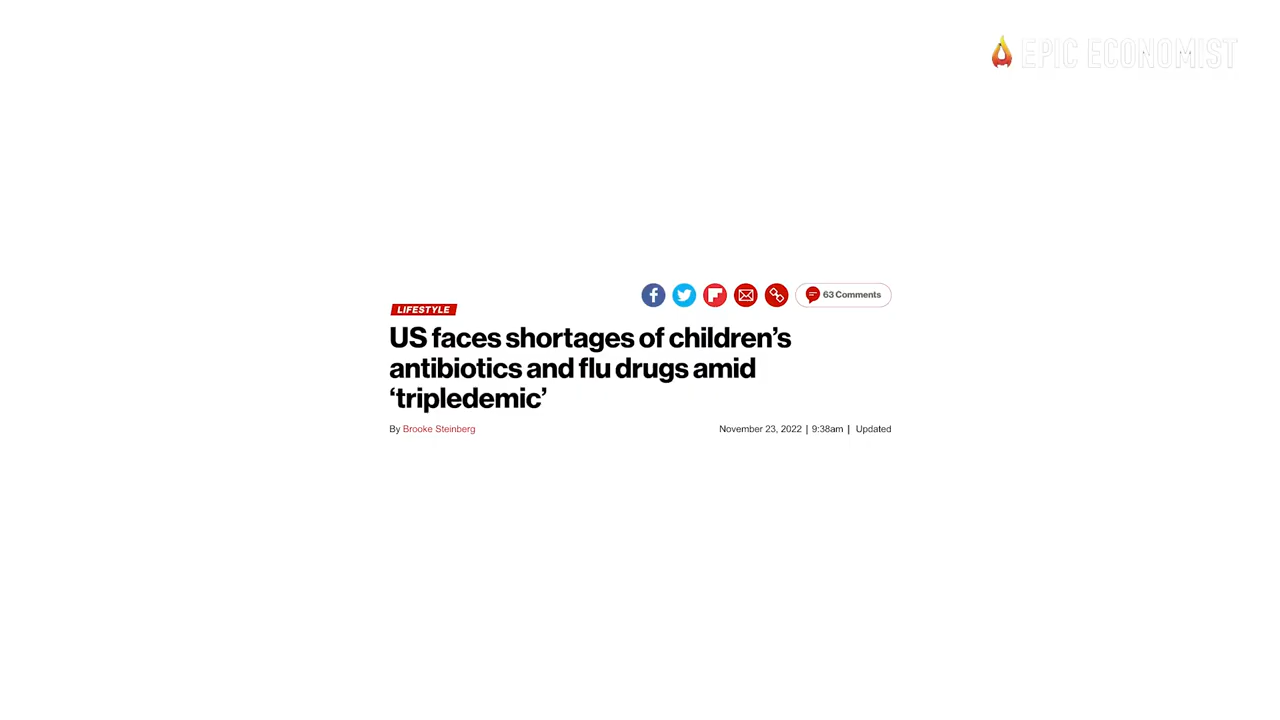 EPIC ECONOMIST
63 Comments
LIFESTYLE
US faces shortages of children's
antibiotics and flu drugs amid
‘tripledemic’
By Brooke Steinberg
November 23, 2022 | 9:38am | Updated